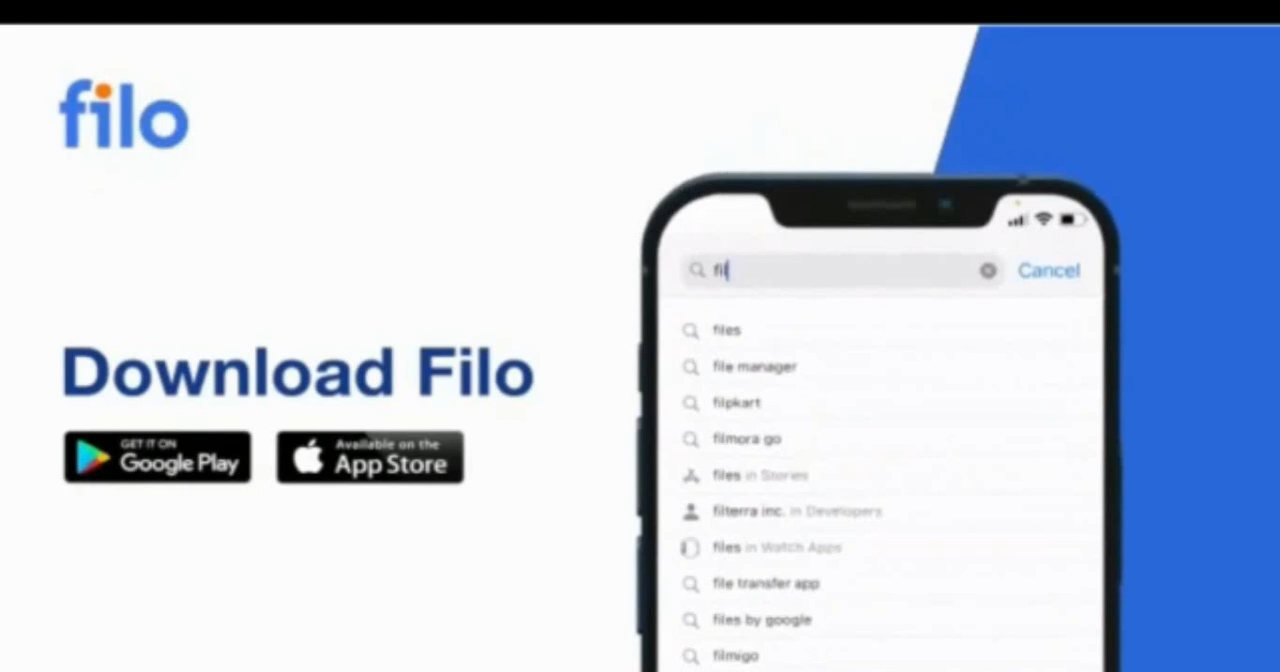 filo
Download Filo
GET IT ON
Google Play
Available on the
App Store
fil
Cancel
files
file manager
filpkart
filmora go
files in Stories
filterra inc. in Developers
files in Watch Apps
file transfer app
files by google
filmigo